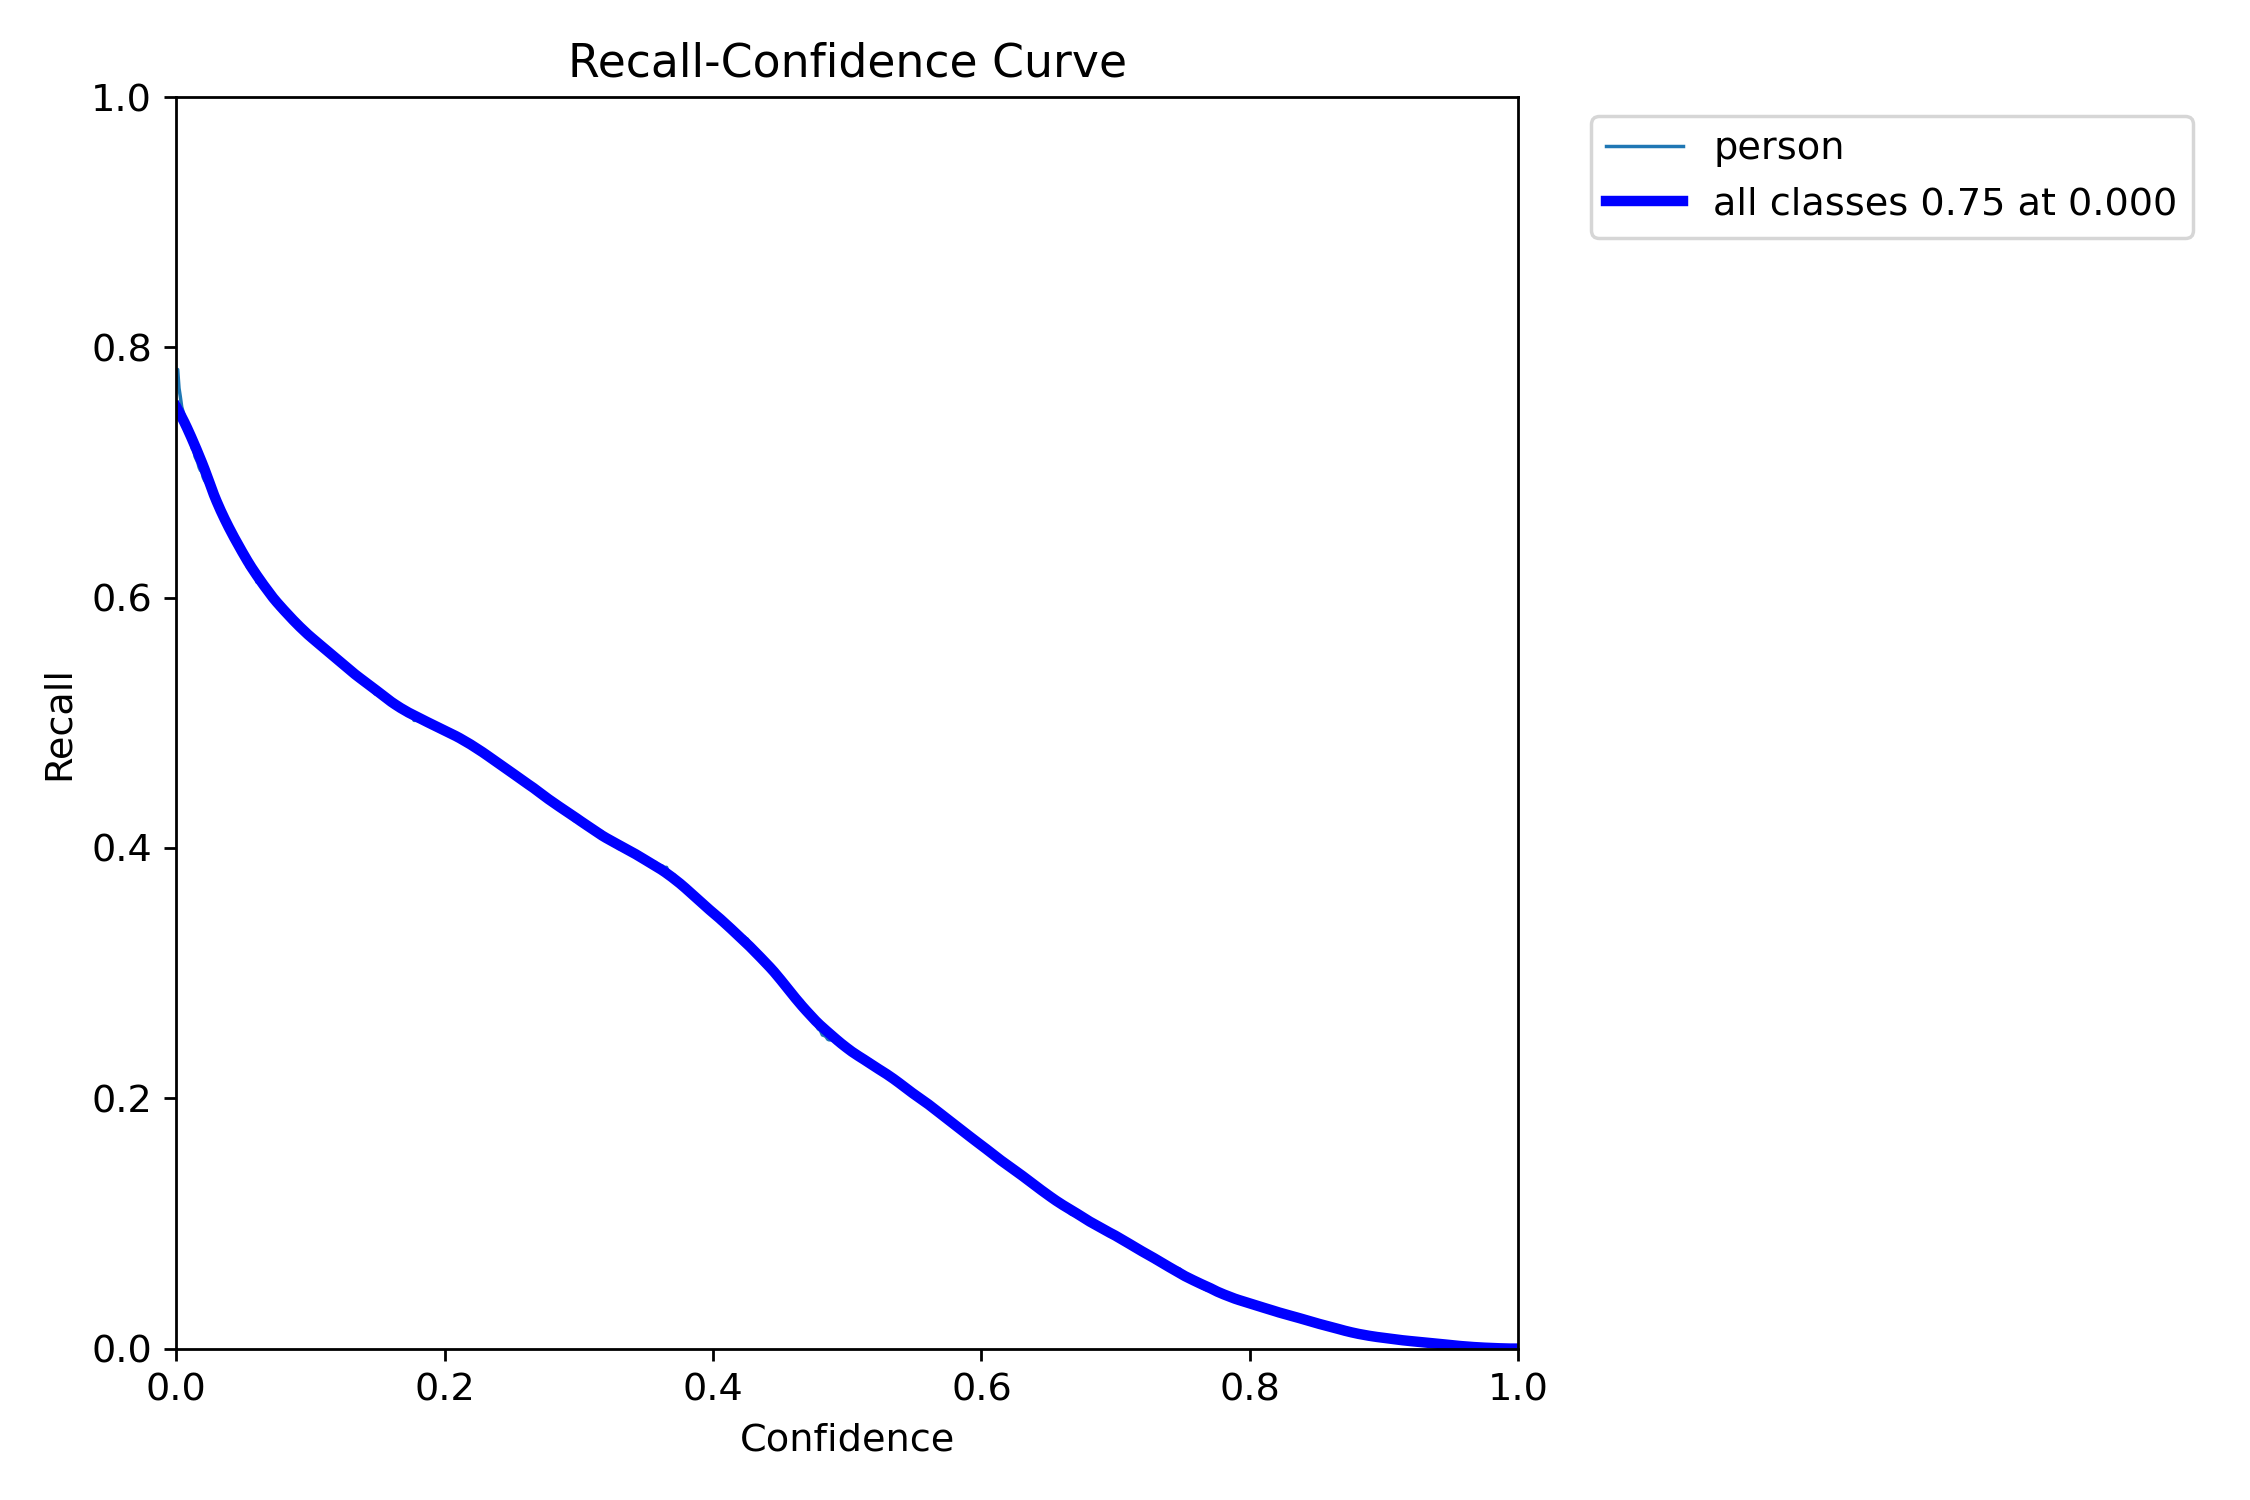 Recall-Confidence Curve
person
all classes 0.75 at 0.000
1.0
0.8
0.6
0.4
0.2
0.0
Recall
0.0 0.2 0.4 0.6 0.8 1.0
Confidence